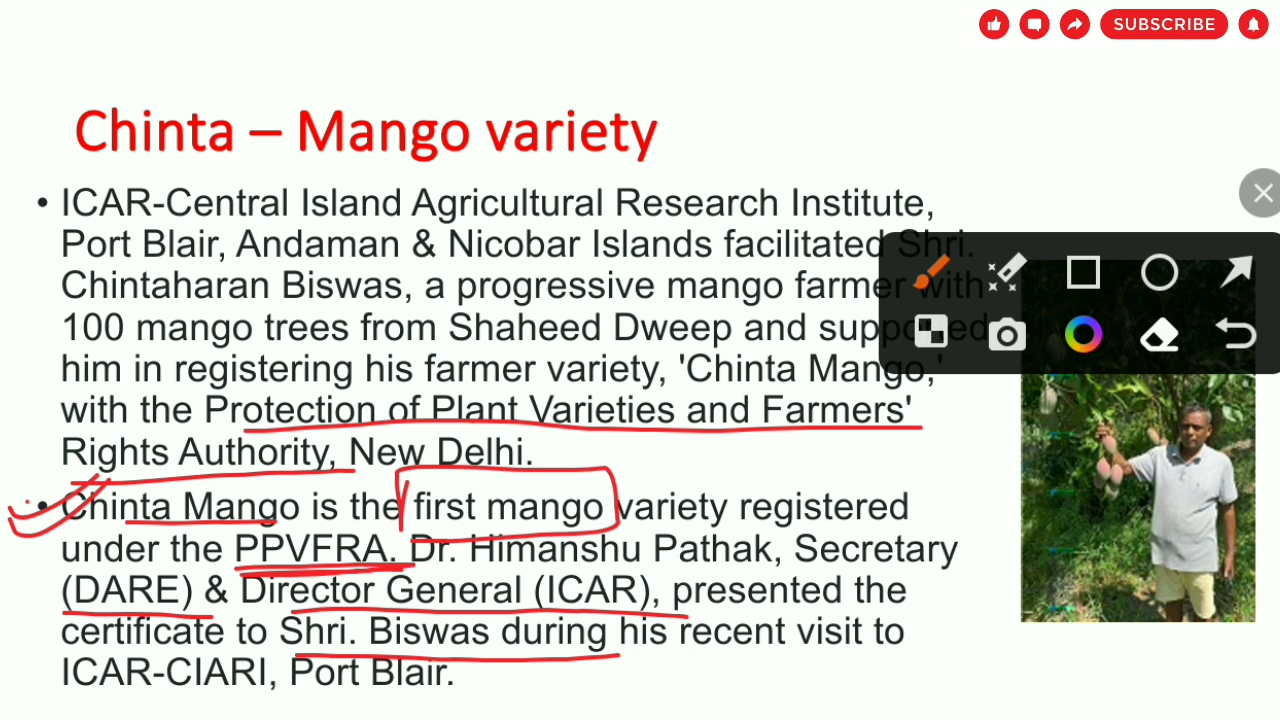 SUBSCRIBE
Chinta – Mango variety
• ICAR-Central Island Agricultural Research Institute,
Port Blair, Andaman & Nicobar Islands facilitated Shri.
Chintaharan Biswas, a progressive mango farmer with
100 mango trees from Shaheed Dweep and supported
him in registering his farmer variety, 'Chinta Mango,'
with the Protection of Plant Varieties and Farmers'
Rights Authority, New Delhi.
• Chinta Mango is the first mango variety registered
under the PPVFRA. Dr. Himanshu Pathak, Secretary
(DARE) & Director General (ICAR), presented the
certificate to Shri. Biswas during his recent visit to
ICAR-CIARI, Port Blair.